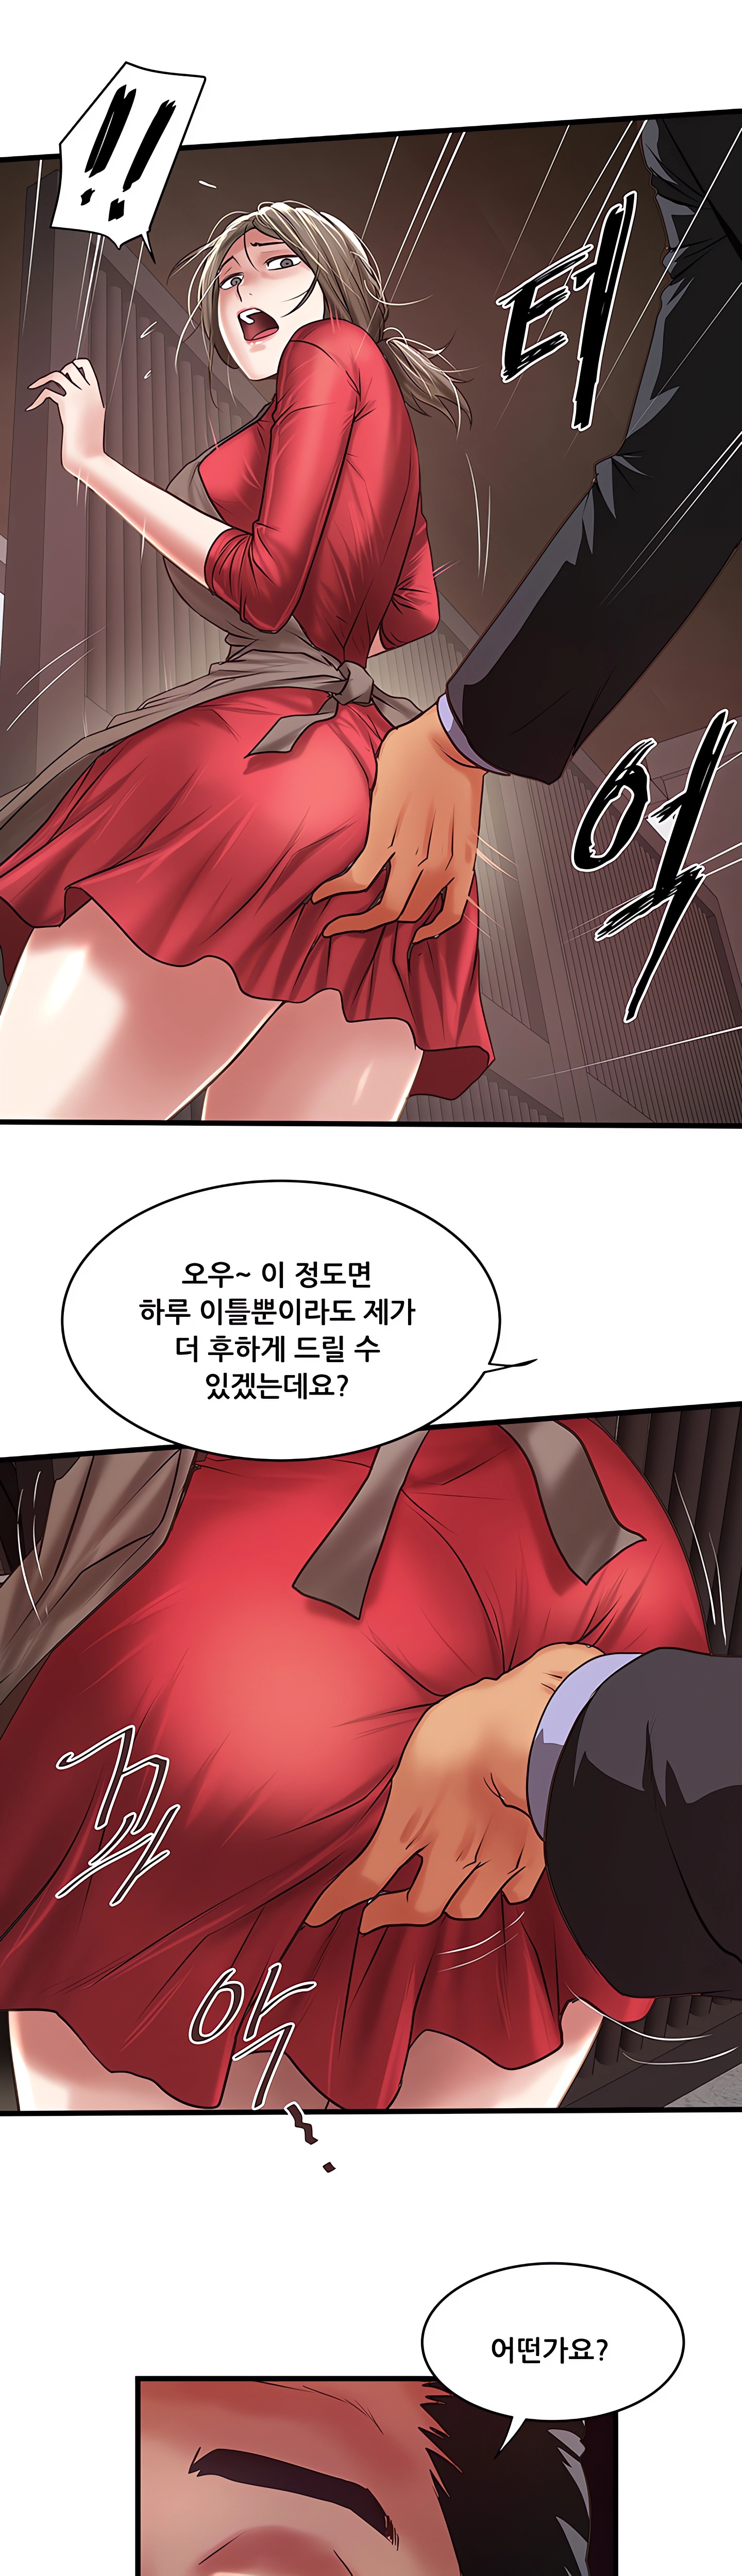 !!
터
억
오우~ 이 정도면
하루 이틀뿐이라도 제가
더 후하게 드릴 수
있겠는데요?
꽈
악
어떤가요?